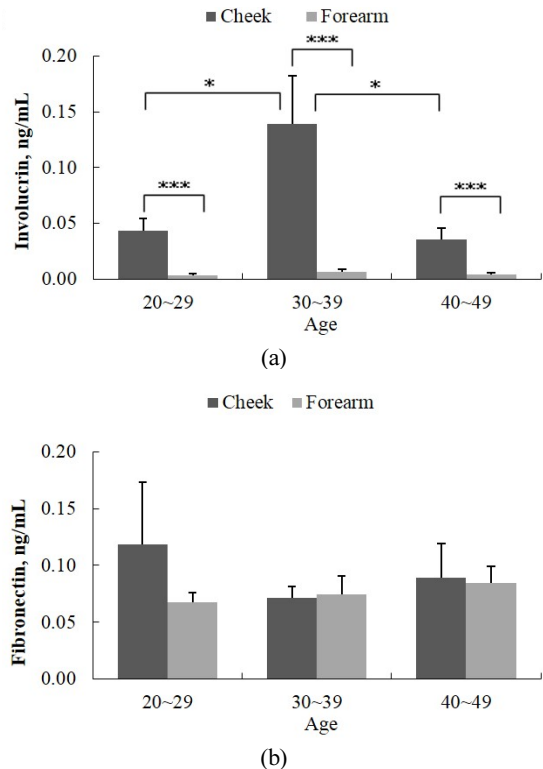 Cheek Forearm
***
* *
0.20
0.15
0.10
0.05
0.00
Involucrin, ng/mL
*** ***
20~29 30~39 40~49
Age
(a)
Cheek Forearm
0.20
0.15
0.10
0.05
0.00
Fibronectin, ng/mL
20~29 30~39 40~49
Age
(b)